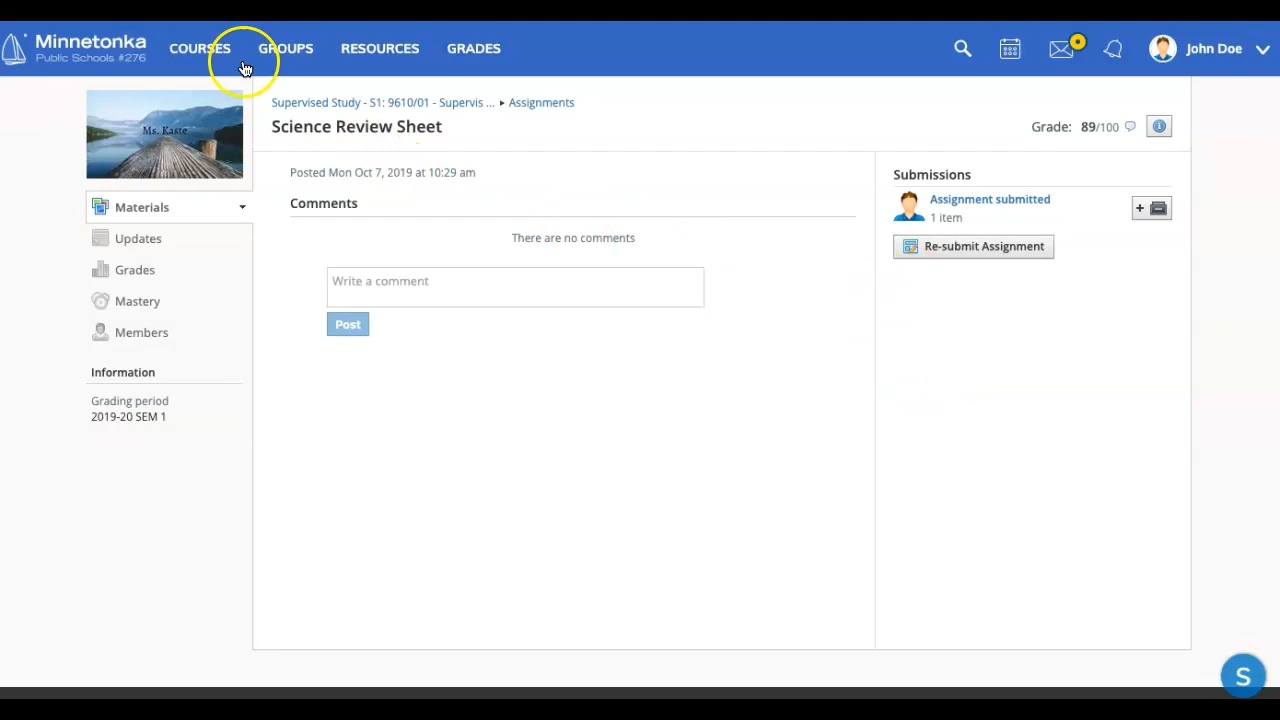 Minnetonka
Public Schools #276
COURSES
GROUPS
RESOURCES
GRADES
John Doe
Ms. Kaste
Supervised Study - S1: 9610/01 - Supervis ... ▸ Assignments
Science Review Sheet
Grade: 89/100
Posted Mon Oct 7, 2019 at 10:29 am
Comments
There are no comments
Write a comment
Post
Submissions
Assignment submitted
1 item
+
Re-submit Assignment
Materials
Updates
Grades
Mastery
Members
Information
Grading period
2019-20 SEM 1
S